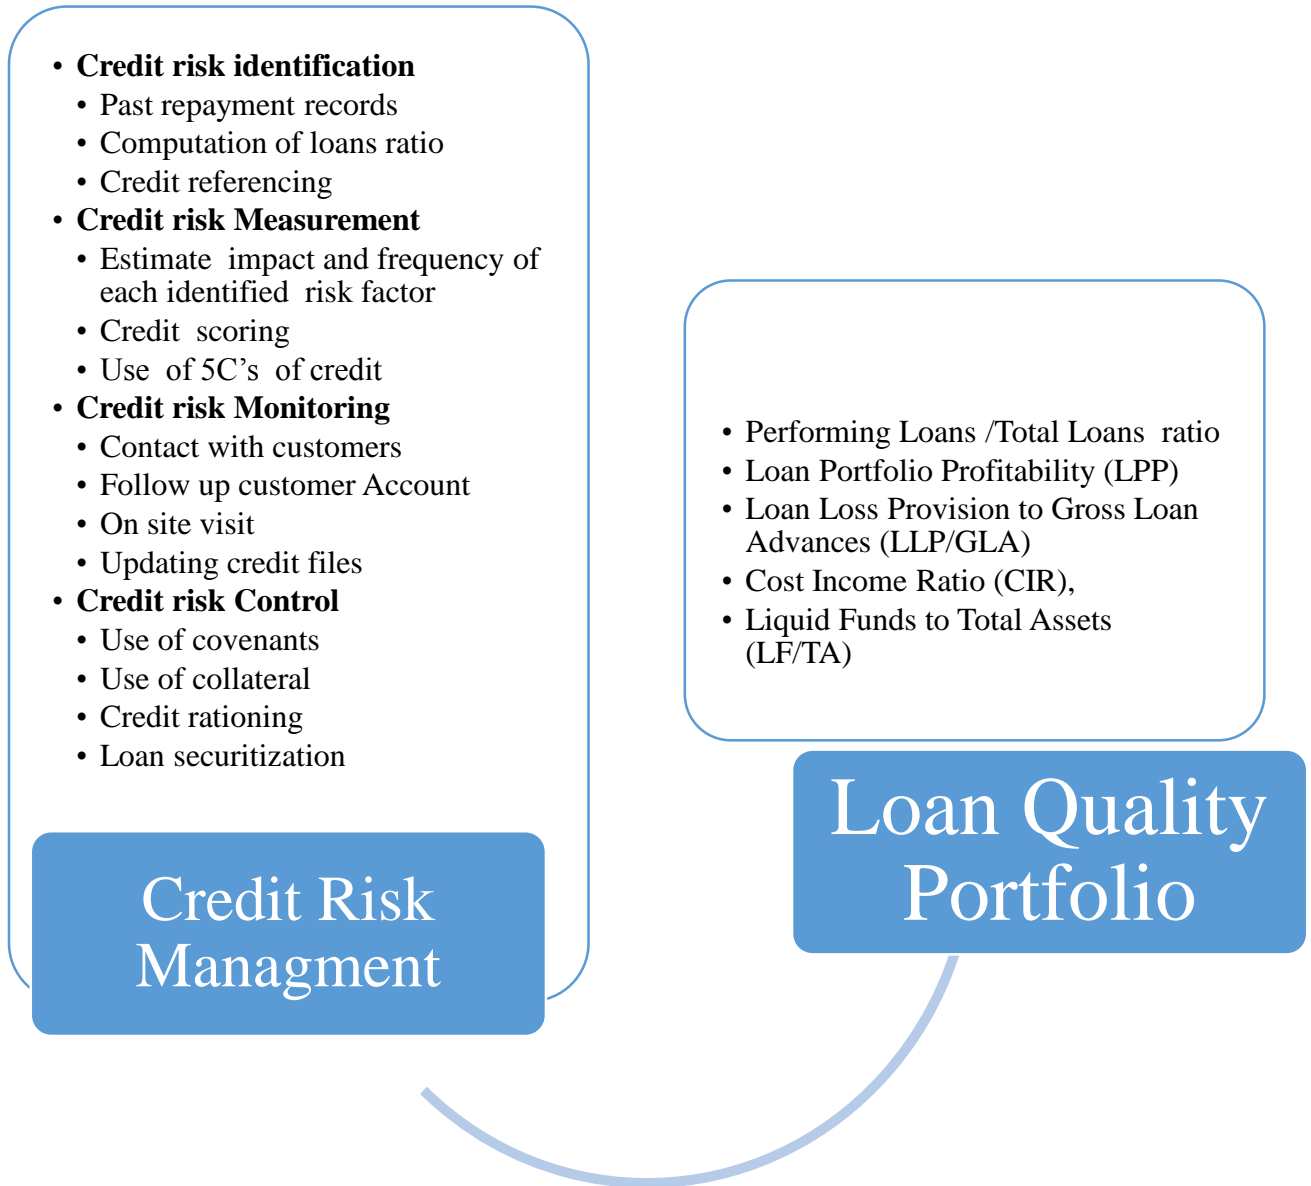 • Credit risk identification
• Past repayment records
• Computation of loans ratio
• Credit referencing
• Credit risk Measurement
• Estimate impact and frequency of
each identified risk factor
• Credit scoring
• Use of 5C’s of credit
• Credit risk Monitoring
• Contact with customers
• Follow up customer Account
• On site visit
• Updating credit files
• Credit risk Control
• Use of covenants
• Use of collateral
• Credit rationing
• Loan securitization
Credit Risk
Managment
• Performing Loans /Total Loans ratio
• Loan Portfolio Profitability (LPP)
• Loan Loss Provision to Gross Loan
Advances (LLP/GLA)
• Cost Income Ratio (CIR),
• Liquid Funds to Total Assets
(LF/TA)
Loan Quality
Portfolio